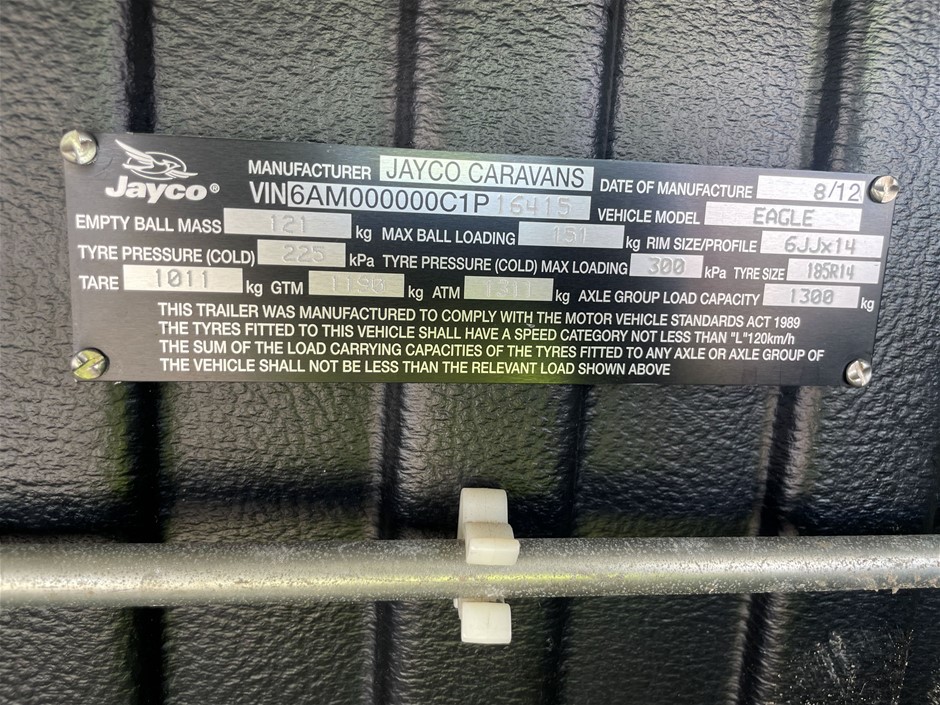 Jayco®
MANUFACTURER JAYCO CARAVANS DATE OF MANUFACTURE 8/12
VIN 6AM000000C1P16415 VEHICLE MODEL EAGLE
EMPTY BALL MASS 121 kg MAX BALL LOADING 151 kg RIM SIZE/PROFILE 6JJx14
TYRE PRESSURE (COLD) 225 kPa TYRE PRESSURE (COLD) MAX LOADING 300 kPa TYRE SIZE 185R14
TARE 1011 kg GTM kg ATM kg AXLE GROUP LOAD CAPACITY 1300 kg
THIS TRAILER WAS MANUFACTURED TO COMPLY WITH THE MOTOR VEHICLE STANDARDS ACT 1989
THE TYRES FITTED TO THIS VEHICLE SHALL HAVE A SPEED CATEGORY NOT LESS THAN "L"120km/h
THE SUM OF THE LOAD CARRYING CAPACITIES OF THE TYRES FITTED TO ANY AXLE OR AXLE GROUP OF
THE VEHICLE SHALL NOT BE LESS THAN THE RELEVANT LOAD SHOWN ABOVE